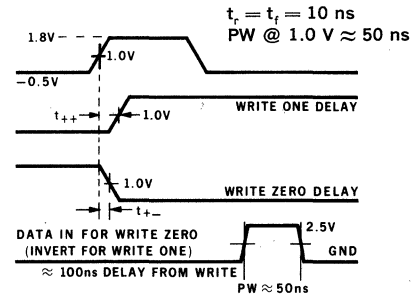 tr = tf = 10 ns
PW @ 1.0 V ≈ 50 ns
1.8V
1.0V
-0.5V
WRITE ONE DELAY
t++
1.0V
1.0V
WRITE ZERO DELAY
t+-
DATA IN FOR WRITE ZERO
(INVERT FOR WRITE ONE)
2.5V
GND
≈ 100ns DELAY FROM WRITE
PW ≈ 50ns